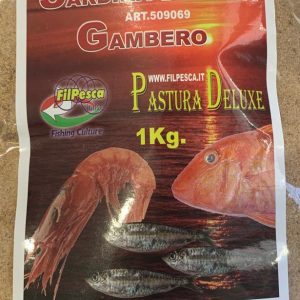 ART.509069
GAMBERO
WWW.FILPESCA.IT
PASTURA DELUXE
FilPesca
Fishing Culture
1Kg.